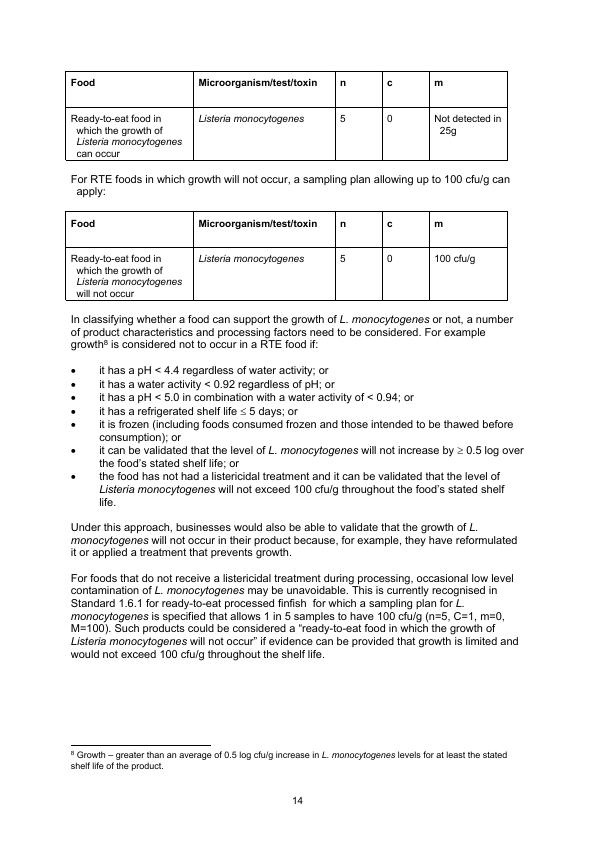 Food Microorganism/test/toxin n c m
Ready-to-eat food in Listeria monocytogenes 5 0 Not detected in
which the growth of 25g
Listeria monocytogenes
can occur
For RTE foods in which growth will not occur, a sampling plan allowing up to 100 cfu/g can
apply:
Food Microorganism/test/toxin n c m
Ready-to-eat food in Listeria monocytogenes 5 0 100 cfu/g
which the growth of
Listeria monocytogenes
will not occur
In classifying whether a food can support the growth of L. monocytogenes or not, a number
of product characteristics and processing factors need to be considered. For example
growth⁸ is considered not to occur in a RTE food if:
• it has a pH < 4.4 regardless of water activity; or
• it has a water activity < 0.92 regardless of pH; or
• it has a pH < 5.0 in combination with a water activity of < 0.94; or
• it has a refrigerated shelf life ≤ 5 days; or
• it is frozen (including foods consumed frozen and those intended to be thawed before
consumption); or
• it can be validated that the level of L. monocytogenes will not increase by ≥ 0.5 log over
the food's stated shelf life; or
• the food has not had a listericidal treatment and it can be validated that the level of
Listeria monocytogenes will not exceed 100 cfu/g throughout the food's stated shelf
life.
Under this approach, businesses would also be able to validate that the growth of L.
monocytogenes will not occur in their product because, for example, they have reformulated
it or applied a treatment that prevents growth.
For foods that do not receive a listericidal treatment during processing, occasional low level
contamination of L. monocytogenes may be unavoidable. This is currently recognised in
Standard 1.6.1 for ready-to-eat processed finfish for which a sampling plan for L.
monocytogenes is specified that allows 1 in 5 samples to have 100 cfu/g (n=5, C=1, m=0,
M=100). Such products could be considered a "ready-to-eat food in which the growth of
Listeria monocytogenes will not occur" if evidence can be provided that growth is limited and
would not exceed 100 cfu/g throughout the shelf life.
⁸ Growth – greater than an average of 0.5 log cfu/g increase in L. monocytogenes levels for at least the stated
shelf life of the product.
14